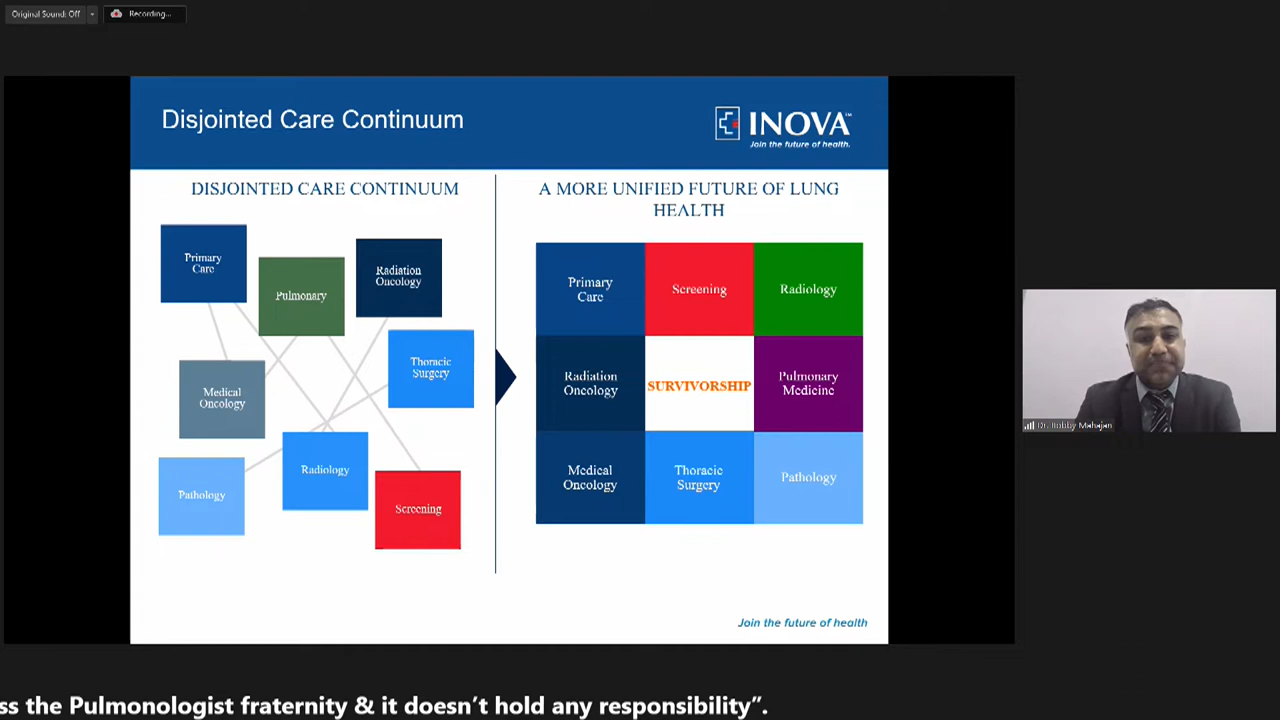 Original Sound: Off
Recording...
Disjointed Care Continuum
INOVA™
Join the future of health.
DISJOINTED CARE CONTINUUM
Primary
Care
Pulmonary
Radiation
Oncology
Thoracic
Surgery
Medical
Oncology
Radiology
Pathology
Screening
A MORE UNIFIED FUTURE OF LUNG
HEALTH
Primary
Care
Screening
Radiology
Radiation
Oncology
SURVIVORSHIP
Pulmonary
Medicine
Medical
Oncology
Thoracic
Surgery
Pathology
Join the future of health
Dr. Bobby Mahajan
ss the Pulmonologist fraternity & it doesn’t hold any responsibility”.